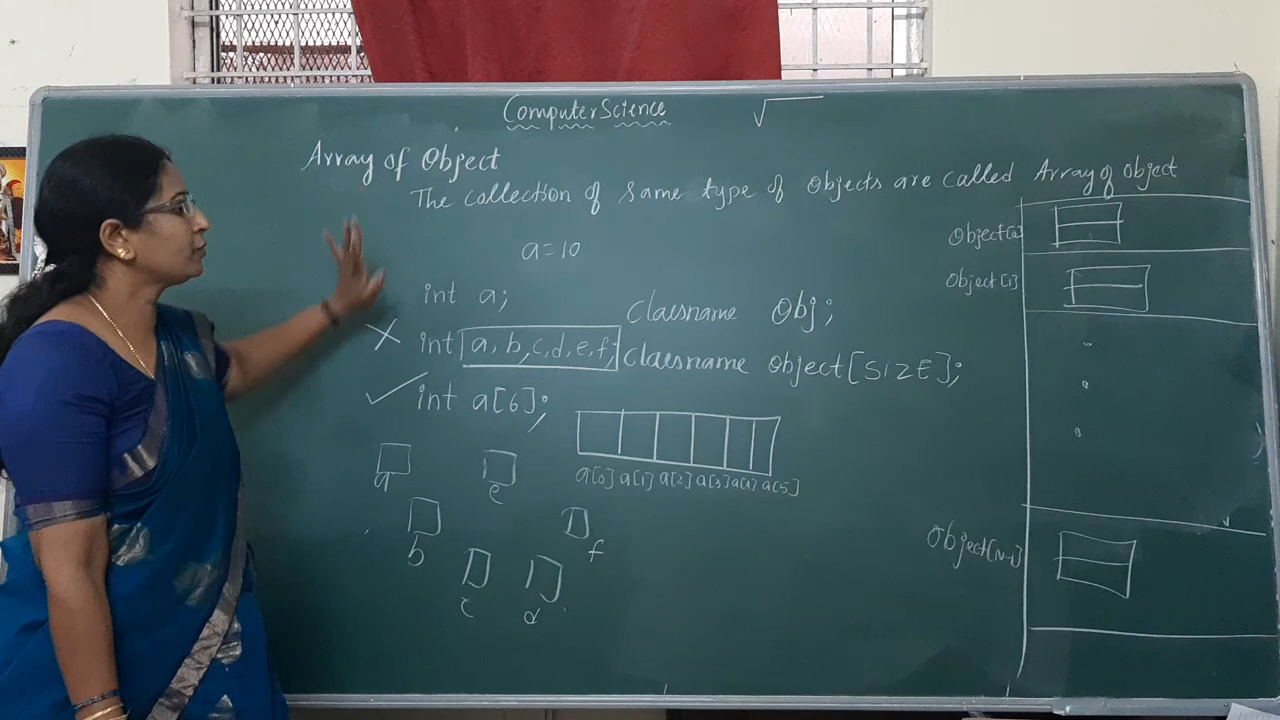 Computer Science
Array of Object
The collection of same type of objects are called Array of object
a=10
int a;
int a, b, c, d, e, f;
int a[6];
Classname Obj;
Classname object[SIZE];
a[0] a[1] a[2] a[3] a[4] a[5]
a
e
b
f
c
d
Object[0]
Object[1]
Object[N-1]